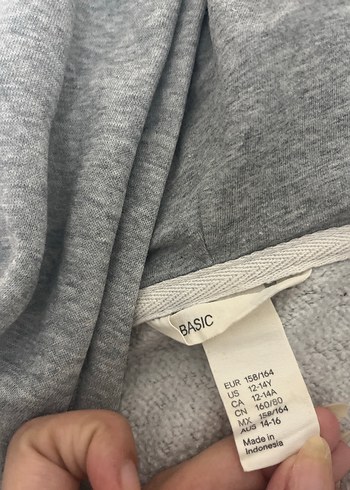 BASIC
EUR 158/164
US 12-14Y
CA 12-14A
CN 160/80
MX 158/164
AUS 14-16
Made in
Indonesia